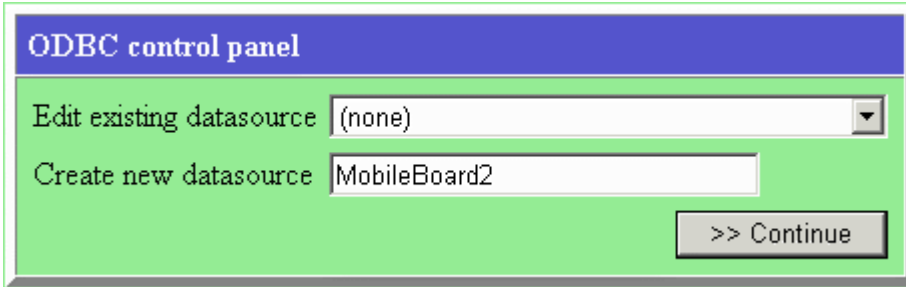 ODBC control panel
Edit existing datasource (none)
Create new datasource MobileBoard2
>> Continue